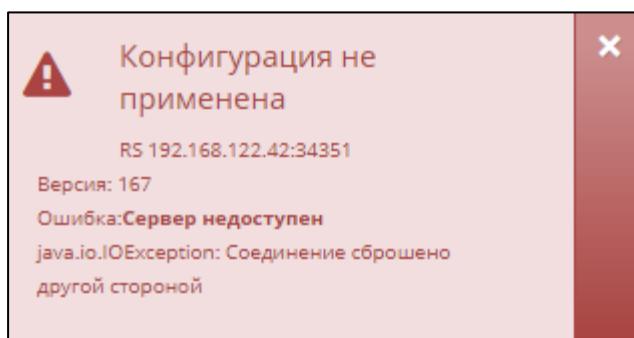 Конфигурация не
применена
RS 192.168.122.42:34351
Версия: 167
Ошибка:Сервер недоступен
java.io.IOException: Соединение сброшено
другой стороной